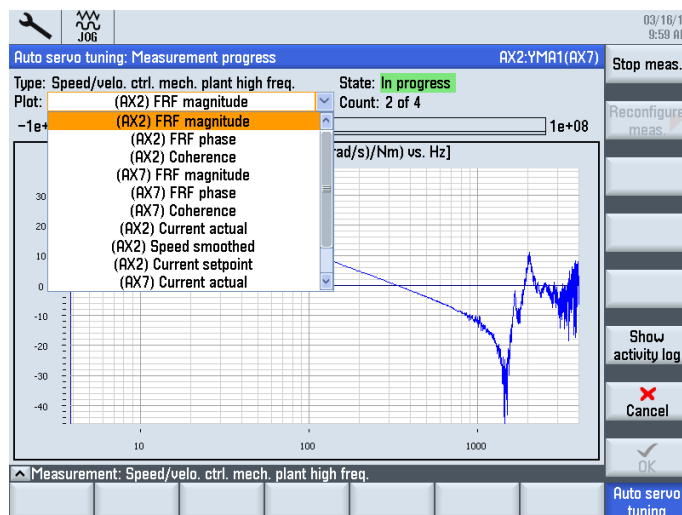 JOG
03/16/1
9:59 A
Auto servo tuning: Measurement progress AX2:YMA1(AX7)
Stop meas.
Type: Speed/velo. ctrl. mech. plant high freq. State: In progress
Plot: (AX2) FRF magnitude Count: 2 of 4
-1e+ 1e+08
Reconfigure
meas.
(AX2) FRF magnitude
(AX2) FRF phase
(AX2) Coherence
(AX7) FRF magnitude
(AX7) FRF phase
(AX7) Coherence
(AX2) Current actual
(AX2) Speed smoothed
(AX2) Current setpoint
(AX7) Current actual
rad/s)/Nm) vs. Hz]
30
20
10
0
-10
-20
-30
-40
10 100 1000
Show
activity log
Cancel
OK
Measurement: Speed/velo. ctrl. mech. plant high freq.
Auto servo
tuning